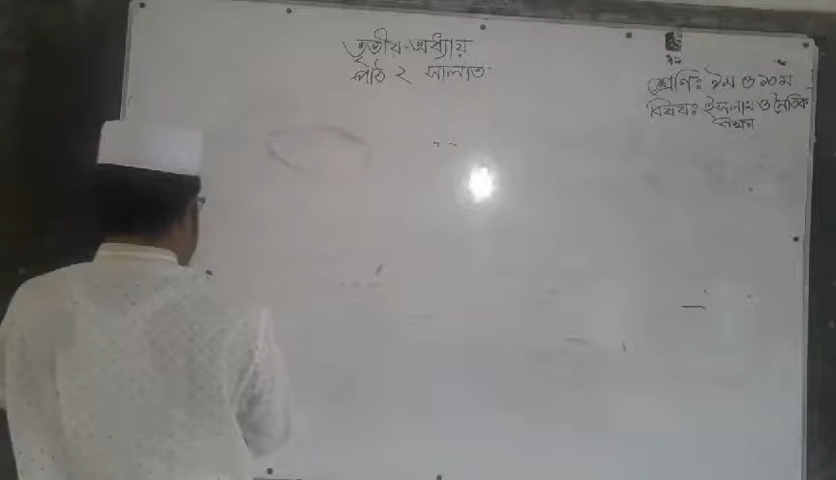 তৃতীয় অধ্যায়
পাঠ ২ সালাত
শ্রেণি: ৯ম ও ১০ম
বিষয়: ইসলাম ও নৈতিক
শিক্ষা